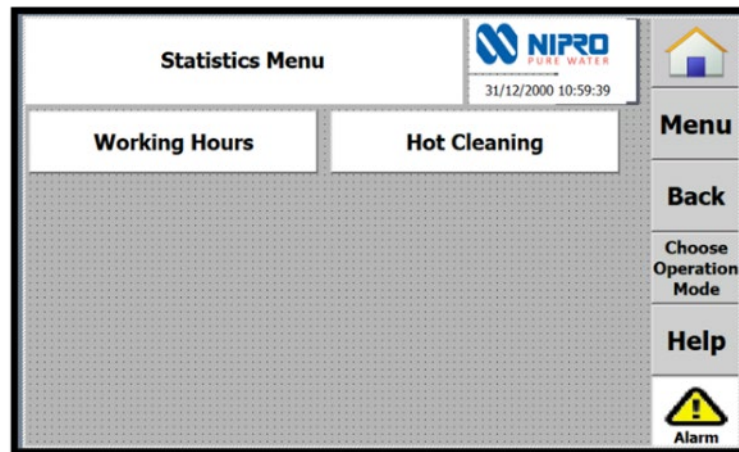 Statistics Menu
NIPRO
PURE WATER
31/12/2000 10:59:39
Working Hours
Hot Cleaning
Menu
Back
Choose
Operation
Mode
Help
Alarm